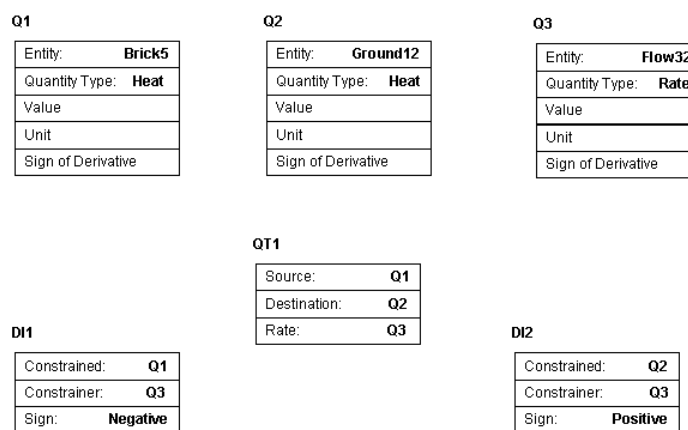 Q1
Entity: Brick5
Quantity Type: Heat
Value
Unit
Sign of Derivative
Q2
Entity: Ground12
Quantity Type: Heat
Value
Unit
Sign of Derivative
Q3
Entity: Flow32
Quantity Type: Rate
Value
Unit
Sign of Derivative
QT1
Source: Q1
Destination: Q2
Rate: Q3
DI1
Constrained: Q1
Constrainer: Q3
Sign: Negative
DI2
Constrained: Q2
Constrainer: Q3
Sign: Positive